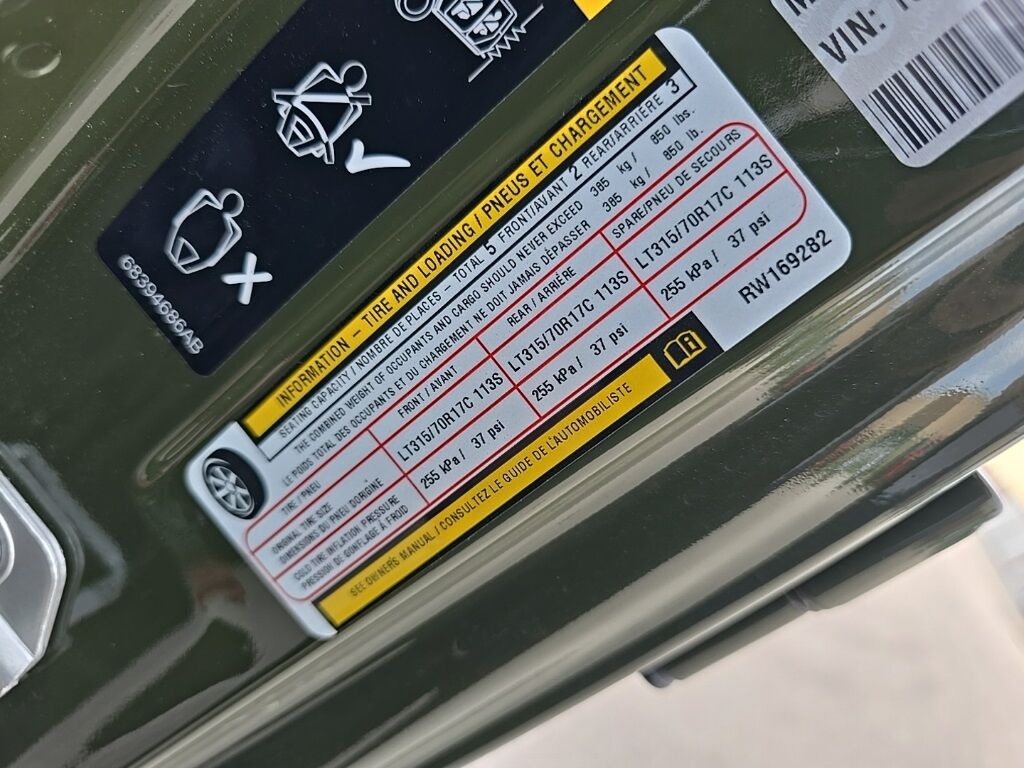 68394686AB
INFORMATION – TIRE AND LOADING / PNEUS ET CHARGEMENT
SEATING CAPACITY / NOMBRE DE PLACES – TOTAL 5 FRONT/AVANT 2 REAR/ARRIÈRE 3
THE COMBINED WEIGHT OF OCCUPANTS AND CARGO SHOULD NEVER EXCEED 385 kg / 850 lbs.
LE POIDS TOTAL DES OCCUPANTS ET DU CHARGEMENT NE DOIT JAMAIS DÉPASSER 385 kg / 850 lb.
TIRE / PNEU FRONT / AVANT REAR / ARRIÉRE SPARE/PNEU DE SECOURS
ORIGINAL TIRE SIZE
DIMENSIONS DU PNEU D'ORIGINE
LT315/70R17C 113S LT315/70R17C 113S LT315/70R17C 113S
COLD TIRE INFLATION PRESSURE
PRESSION DE GONFLAGE À FROID
255 kPa / 37 psi 255 kPa / 37 psi 255 kPa / 37 psi
SEE OWNERS MANUAL / CONSULTEZ LE GUIDE DE L'AUTOMOBILISTE
RW169282
VIN: